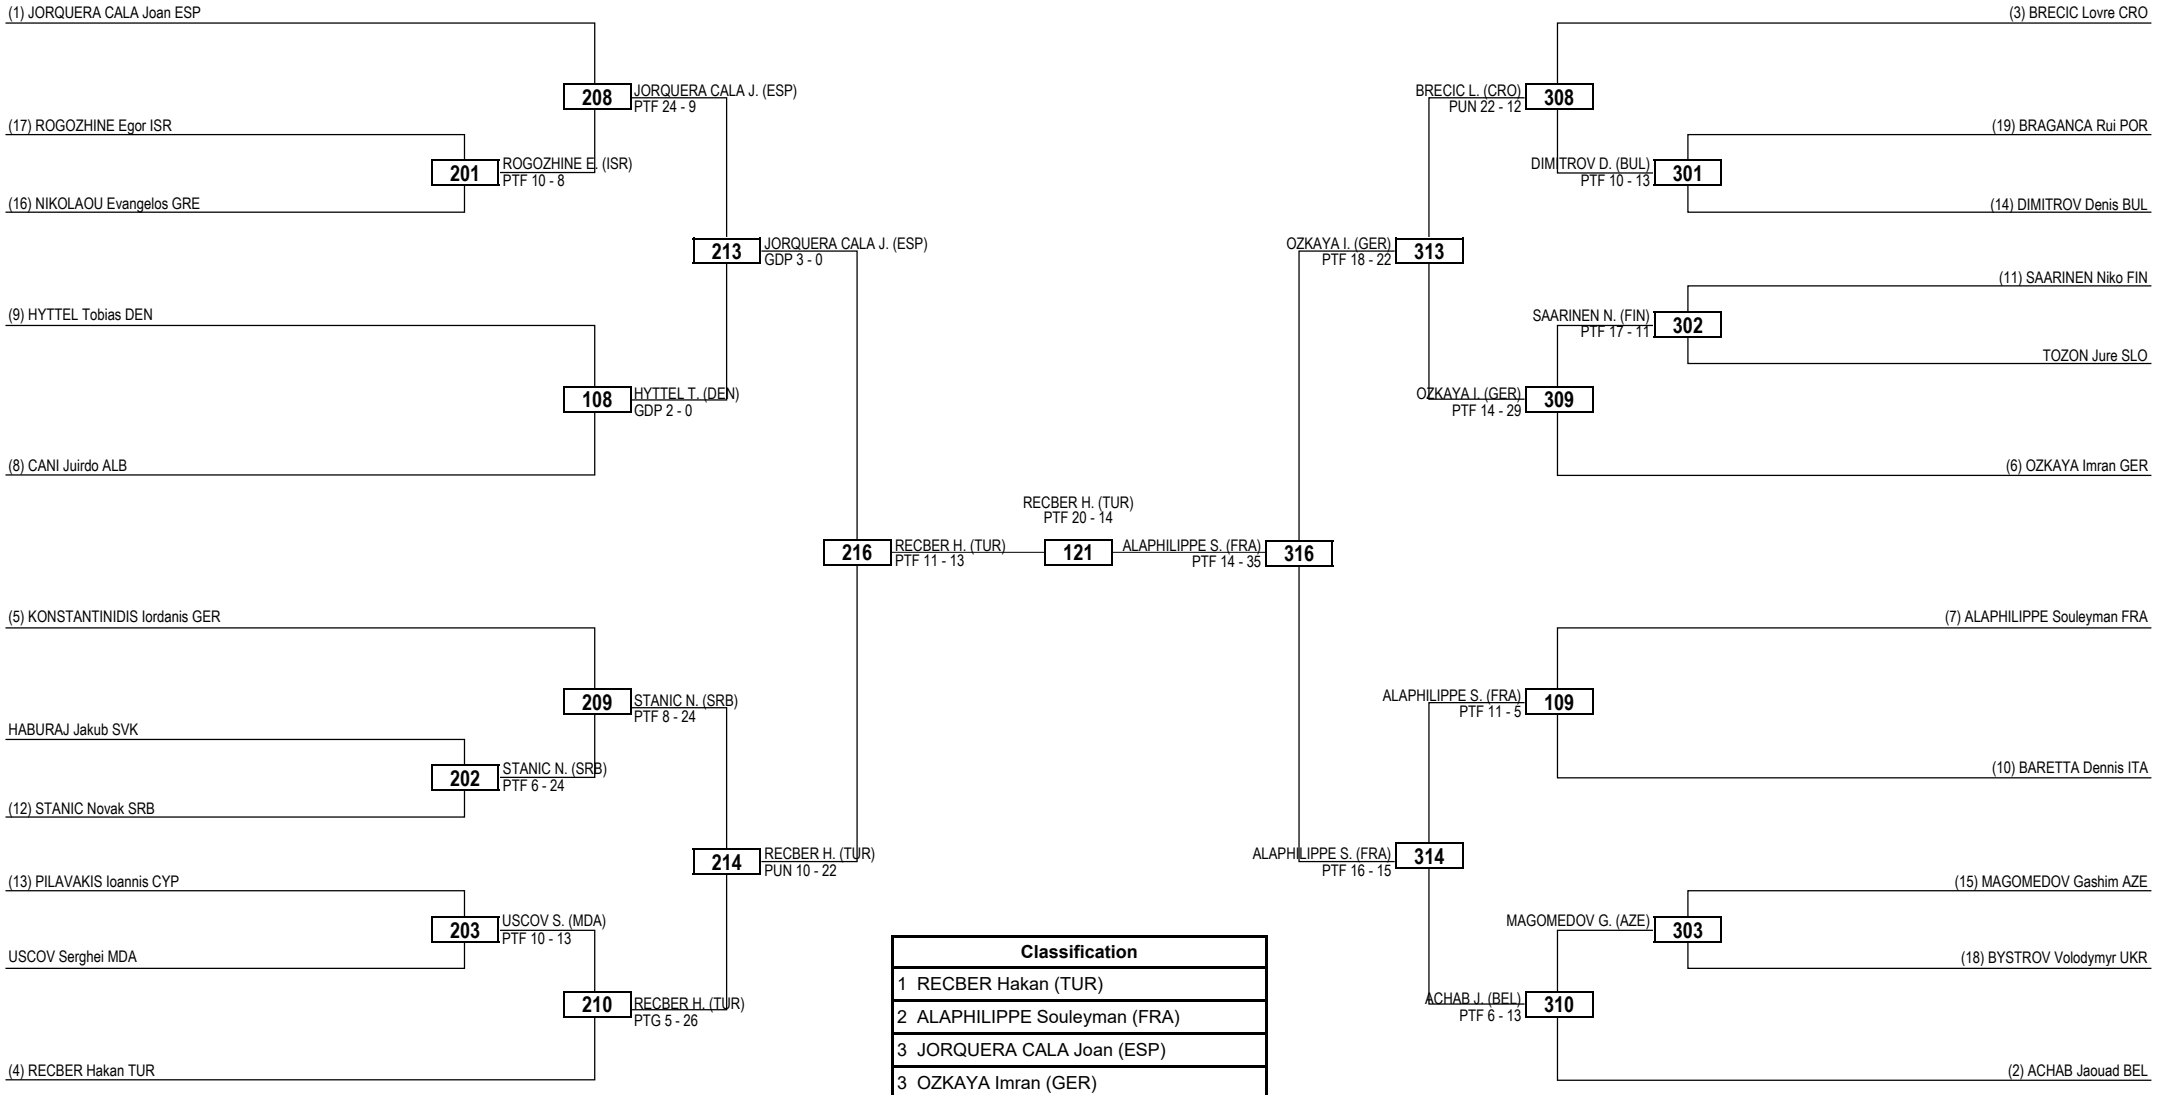 (1) JORQUERA CALA Joan ESP
(17) ROGOZHINE Egor ISR
(16) NIKOLAOU Evangelos GRE
(9) HYTTEL Tobias DEN
(8) CANI Juirdo ALB
(5) KONSTANTINIDIS Iordanis GER
HABURAJ Jakub SVK
(12) STANIC Novak SRB
(13) PILAVAKIS Ioannis CYP
USCOV Serghei MDA
(4) RECBER Hakan TUR
201
ROGOZHINE E. (ISR)
PTF 10 - 8
202
STANIC N. (SRB)
PTF 6 - 24
203
USCOV S. (MDA)
PTF 10 - 13
208
JORQUERA CALA J. (ESP)
PTF 24 - 9
108
HYTTEL T. (DEN)
GDP 2 - 0
209
STANIC N. (SRB)
PTF 8 - 24
210
RECBER H. (TUR)
PTG 5 - 26
213
JORQUERA CALA J. (ESP)
GDP 3 - 0
214
RECBER H. (TUR)
PUN 10 - 22
216
RECBER H. (TUR)
PTF 11 - 13
RECBER H. (TUR)
PTF 20 - 14
121
ALAPHILIPPE S. (FRA)
PTF 14 - 35
316
OZKAYA I. (GER)
PTF 18 - 22
313
ALAPHILIPPE S. (FRA)
PTF 16 - 15
314
BRECIC L. (CRO)
PUN 22 - 12
308
OZKAYA I. (GER)
PTF 14 - 29
309
ALAPHILIPPE S. (FRA)
PTF 11 - 5
109
ACHAB J. (BEL)
PTF 6 - 13
310
DIMITROV D. (BUL)
PTF 10 - 13
301
SAARINEN N. (FIN)
PTF 17 - 11
302
MAGOMEDOV G. (AZE)
303
(3) BRECIC Lovre CRO
(19) BRAGANCA Rui POR
(14) DIMITROV Denis BUL
(11) SAARINEN Niko FIN
TOZON Jure SLO
(6) OZKAYA Imran GER
(7) ALAPHILIPPE Souleyman FRA
(10) BARETTA Dennis ITA
(15) MAGOMEDOV Gashim AZE
(18) BYSTROV Volodymyr UKR
(2) ACHAB Jaouad BEL
Classification
1 RECBER Hakan (TUR)
2 ALAPHILIPPE Souleyman (FRA)
3 JORQUERA CALA Joan (ESP)
3 OZKAYA Imran (GER)